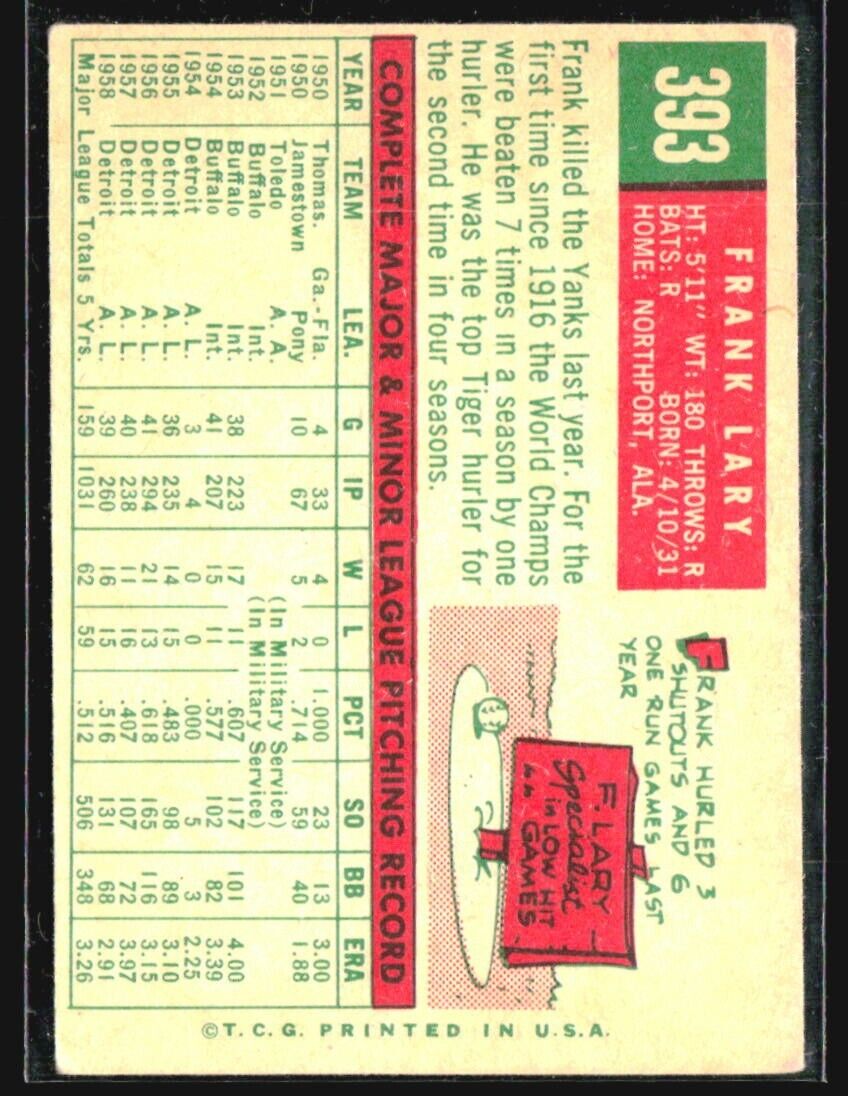 393
FRANK LARY
HT: 5'11" WT: 180 THROWS: R
BATS: R BORN: 4/10/31
HOME: NORTHPORT, ALA.
Frank killed the Yanks last year. For the
first time since 1916 the World Champs
were beaten 7 times in a season by one
hurler. He was the top Tiger hurler for
the second time in four seasons.
FRANK HURLED 3
SHUTOUTS AND 6
ONE RUN GAMES LAST
YEAR
F. LARY
Specialist
in LOW HIT
GAMES
COMPLETE MAJOR & MINOR LEAGUE PITCHING RECORD
YEAR TEAM LEA. G IP W L PCT SO BB ERA
1950 Thomas. Ga.-Fla. 4 33 4 0 1.000 23 13 3.00
1950 Jamestown Pony 10 67 5 2 .714 59 40 1.88
1951 Toledo A. A. (In Military Service)
1952 Buffalo Int. (In Military Service)
1953 Buffalo Int. 38 223 17 11 .607 117 101 4.00
1954 Buffalo Int. 41 207 15 11 .577 102 82 3.39
1954 Detroit A. L. 3 4 0 0 .000 5 3 2.25
1955 Detroit A. L. 36 235 14 15 .483 98 89 3.10
1956 Detroit A. L. 41 294 21 13 .618 165 116 3.15
1957 Detroit A. L. 40 238 11 16 .407 107 72 3.97
1958 Detroit A. L. 39 260 16 15 .516 131 68 2.91
Major League Totals 5 Yrs. 159 1031 62 59 .512 506 348 3.26
©T.C.G. PRINTED IN U.S.A.